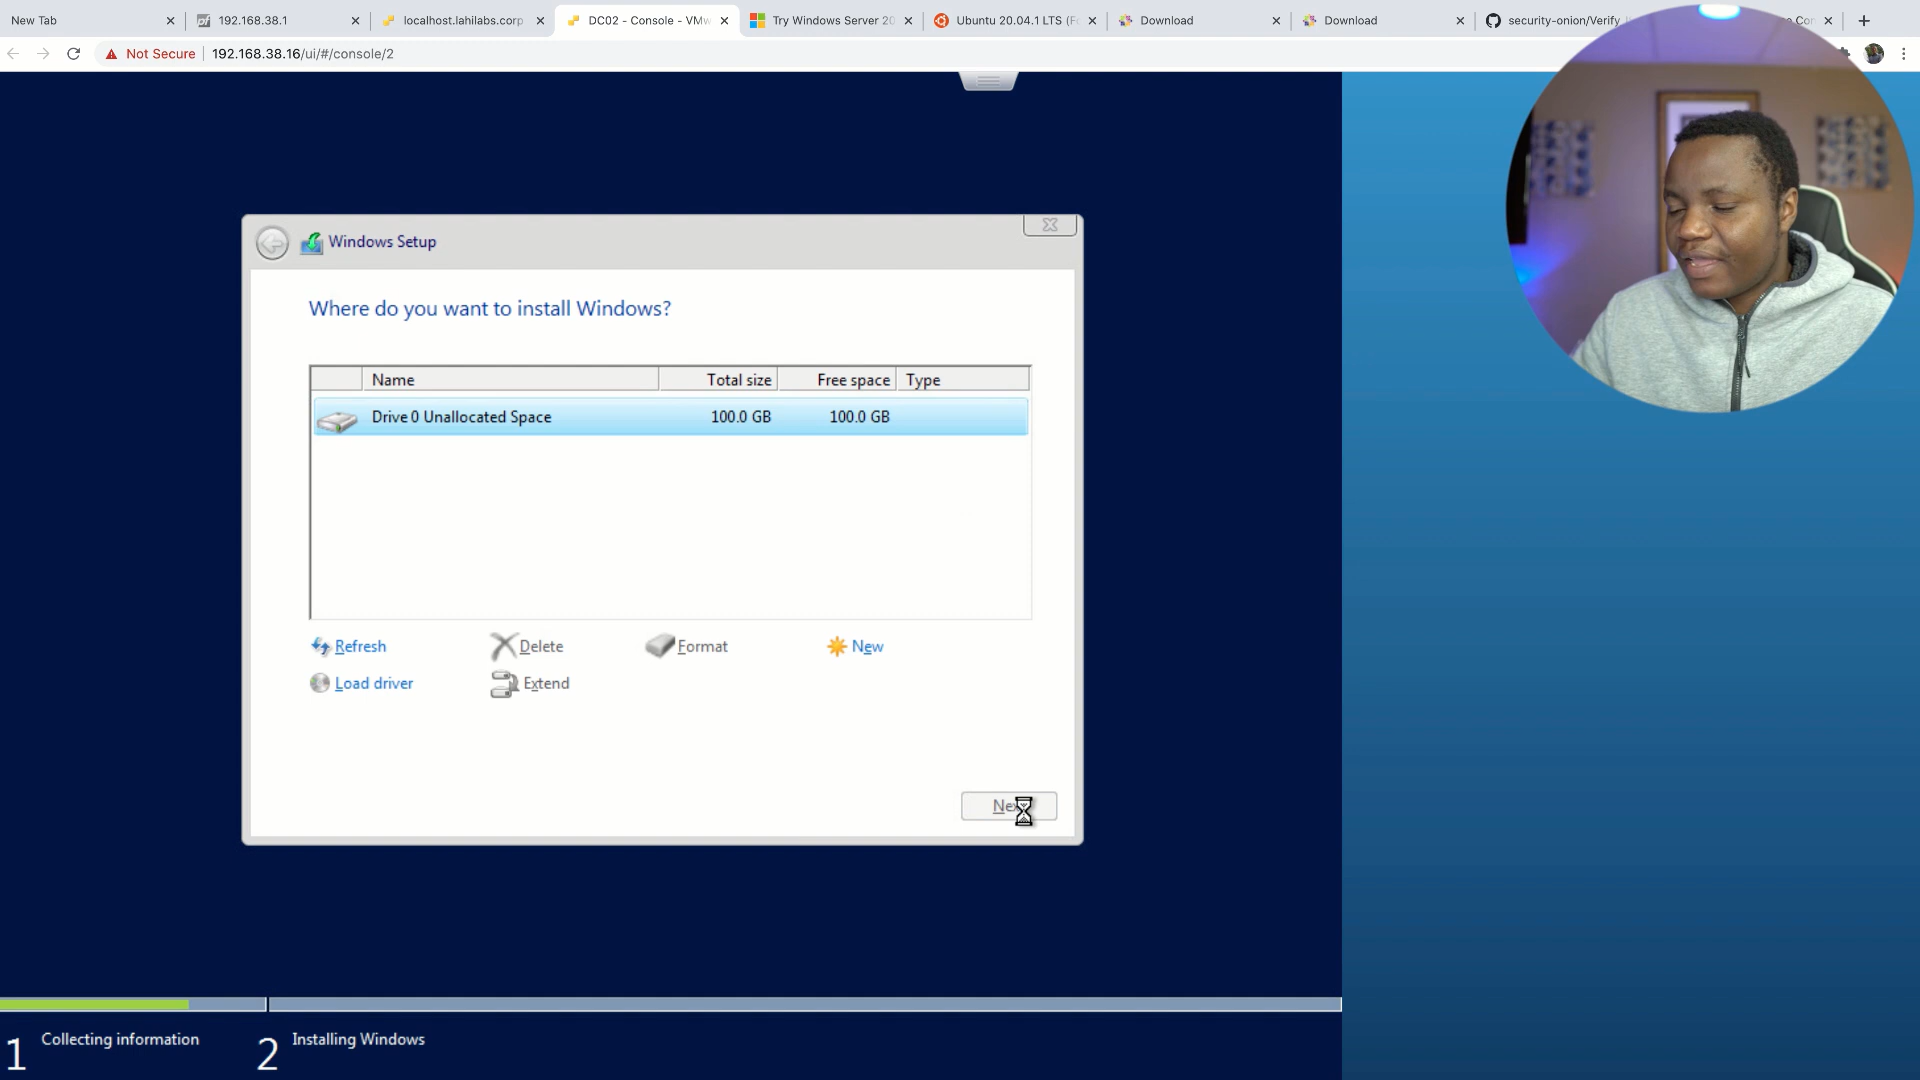 New Tab
192.168.38.1
localhost.lahilabs.corp
DC02 - Console - VMw
Try Windows Server 20
Ubuntu 20.04.1 LTS (F
Download
Download
security-onion/Verify_
Not Secure
192.168.38.16/ui/#/console/2
Windows Setup
Where do you want to install Windows?
Name Total size Free space Type
Drive 0 Unallocated Space 100.0 GB 100.0 GB
Refresh Delete Format New
Load driver Extend
1 Collecting information 2 Installing Windows